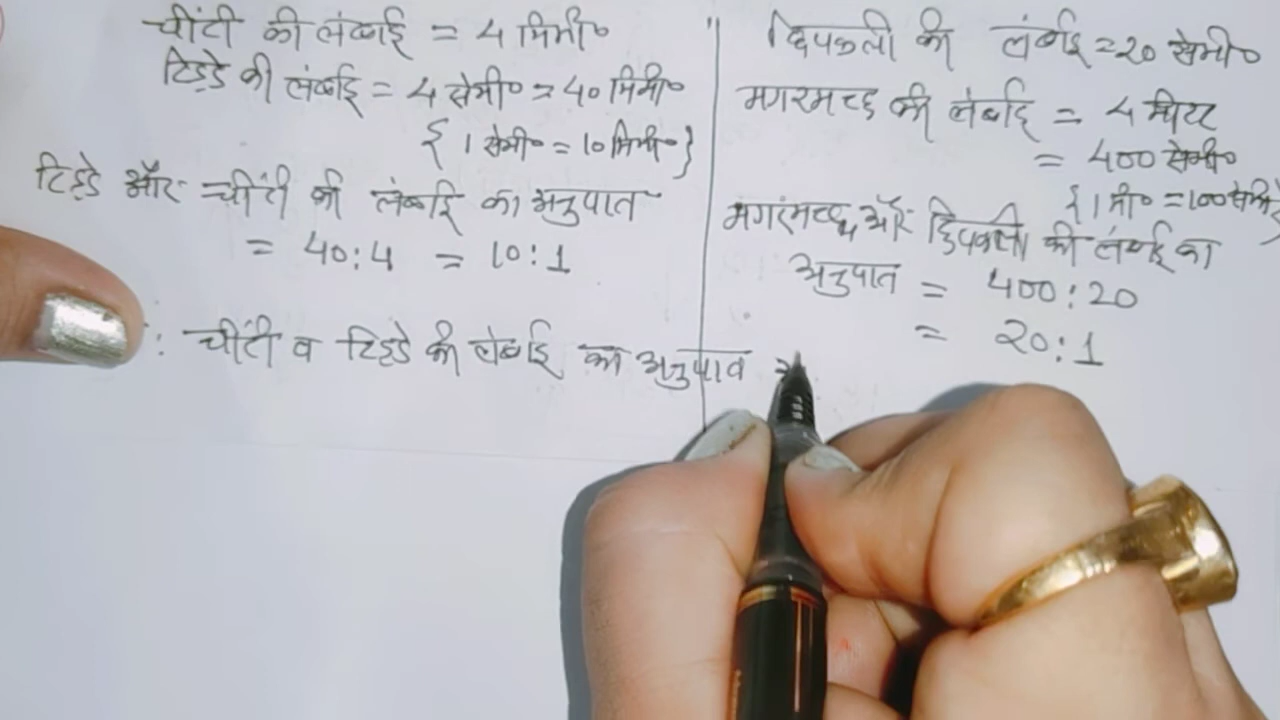 चींटी की लंबाई = 4 मिमी०
टिड्डे की लंबाई = 4 सेमी० = 40 मिमी०
{ 1 सेमी० = 10 मिमी० }
टिड्डे और चींटी की लंबाई का अनुपात
= 40:4 = 10:1
छिपकली की लंबाई = 20 सेमी०
मगरमच्छ की लंबाई = 4 मीटर
= 400 सेमी०
{ 1 मी० = 100 सेमी }
मगरमच्छ और छिपकली की लंबाई का
अनुपात = 400:20
= 20:1
: चींटी व टिड्डे की लंबाई का अनुपात